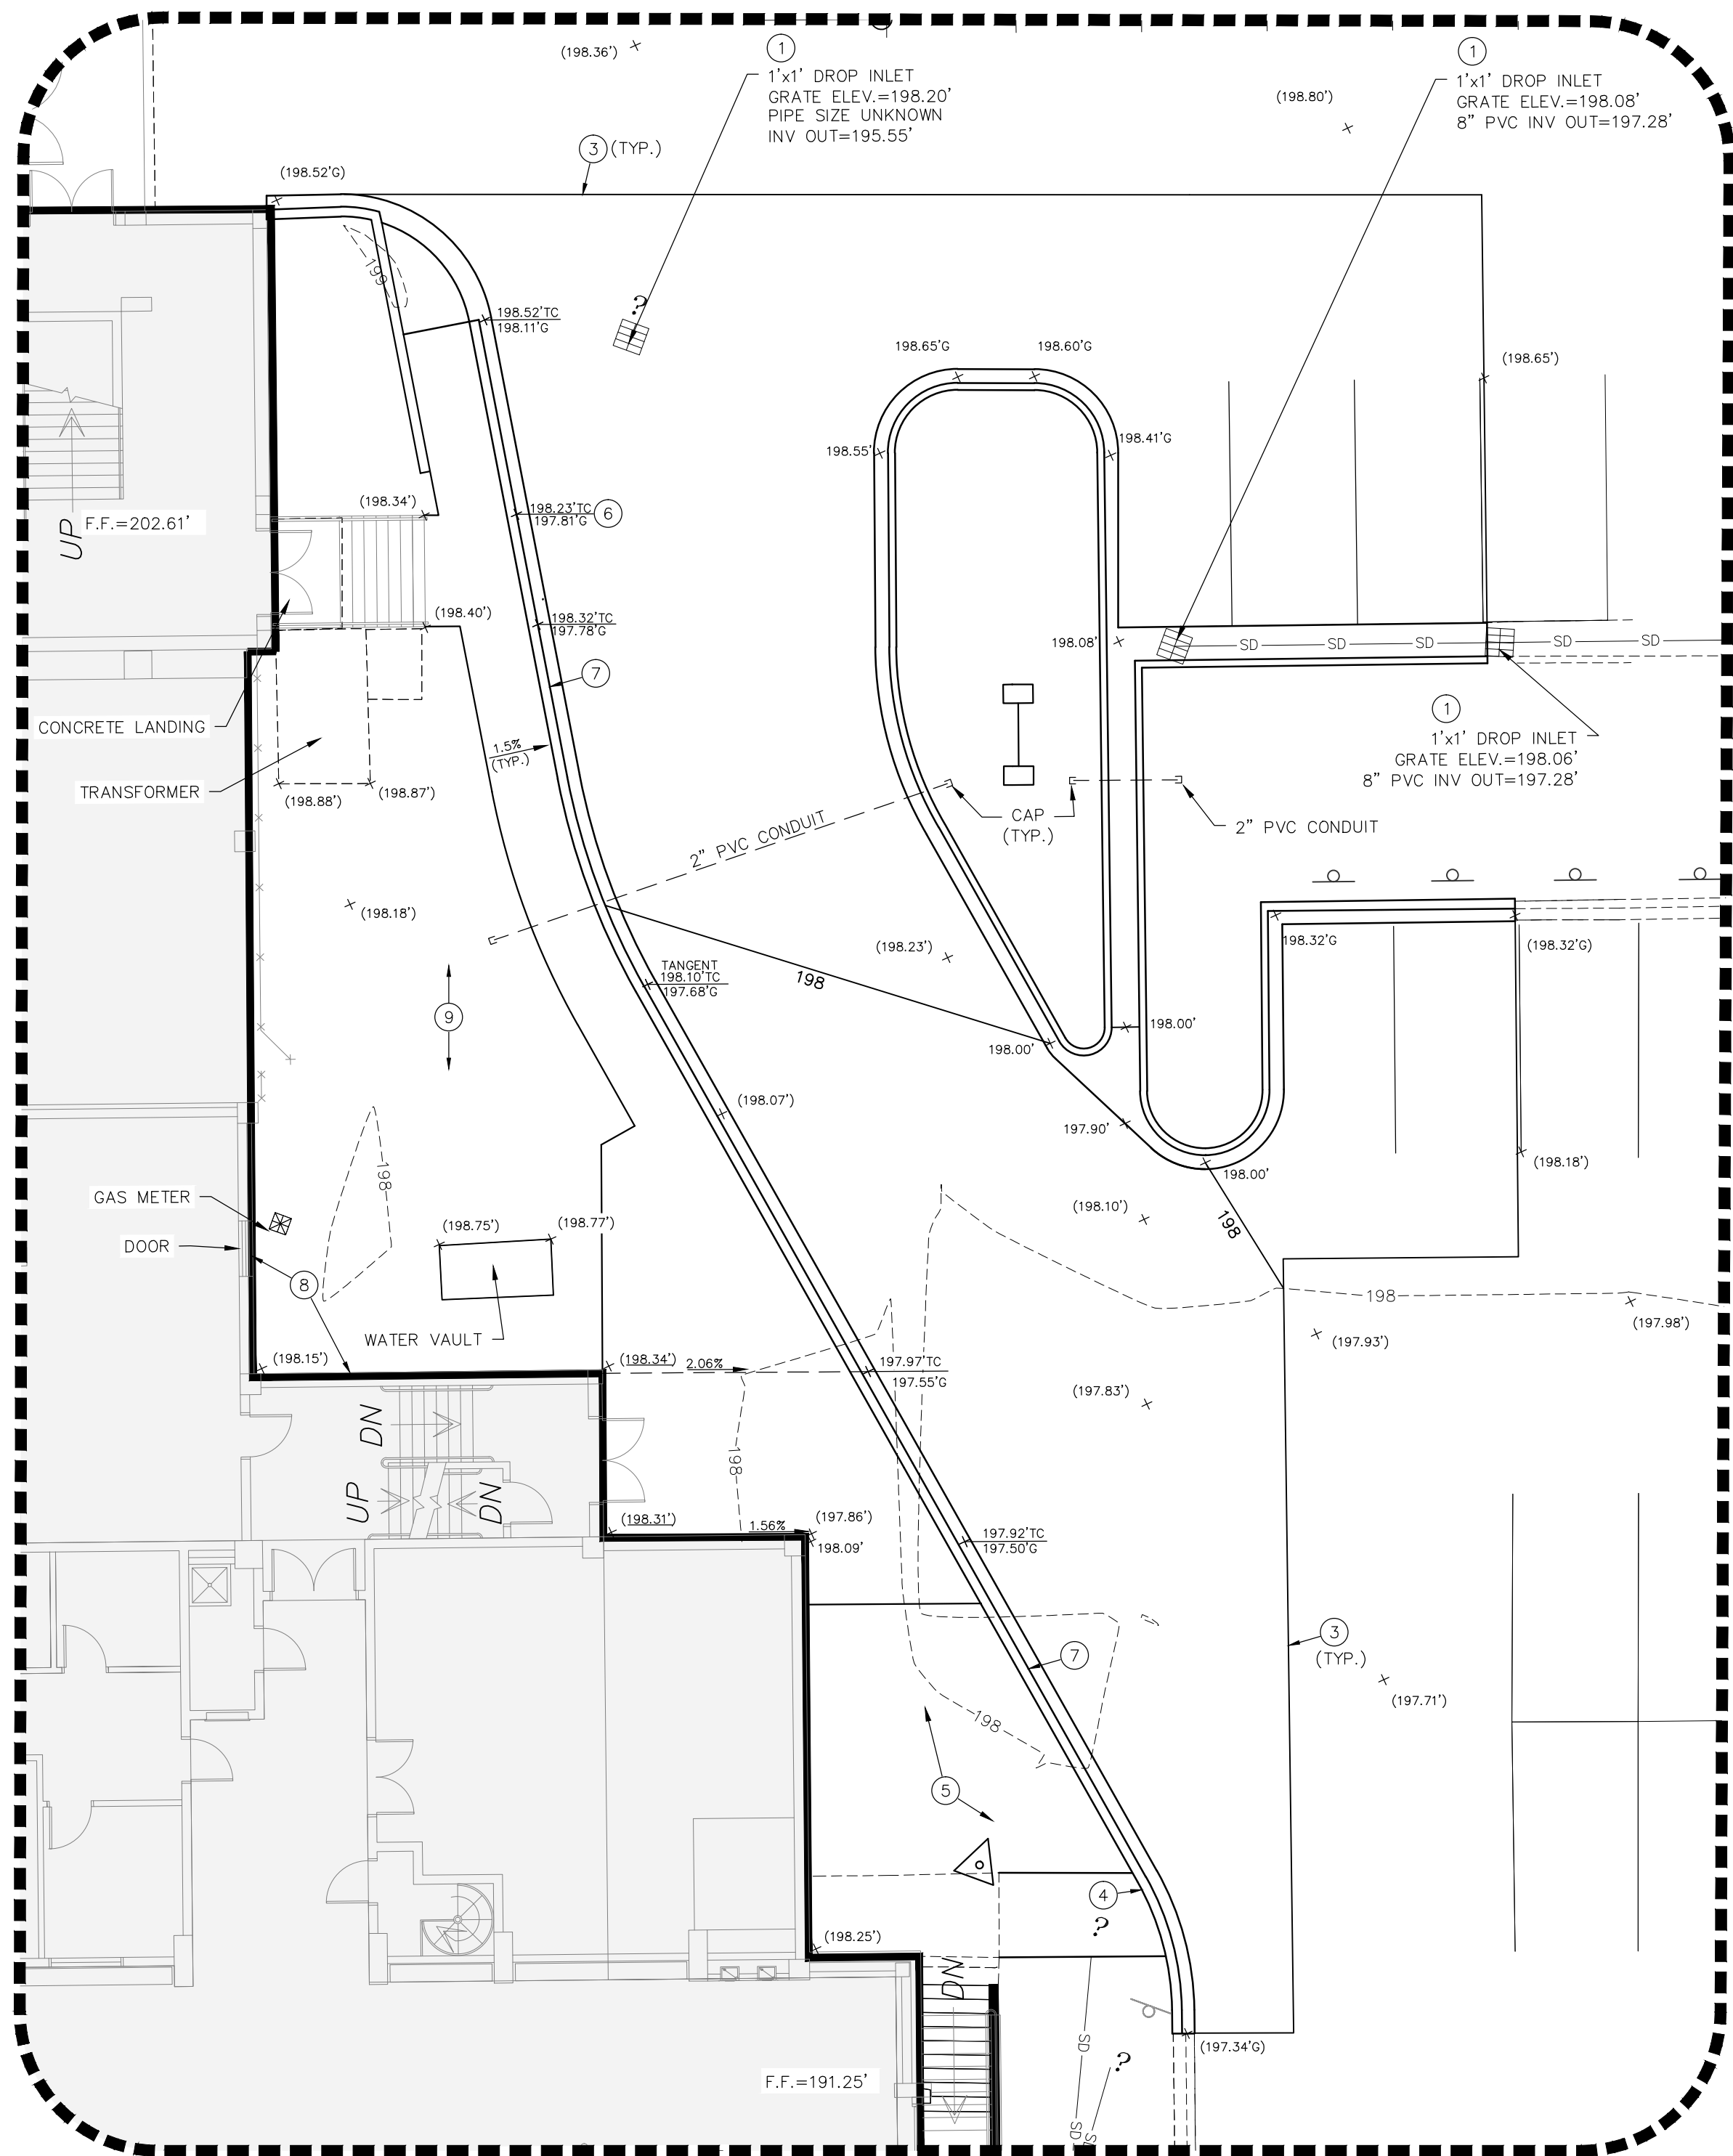 (198.36')
1
1'x1' DROP INLET
GRATE ELEV.=198.20'
PIPE SIZE UNKNOWN
INV OUT=195.55'
(198.80')
1
1'x1' DROP INLET
GRATE ELEV.=198.08'
8" PVC INV OUT=197.28'
3 (TYP.)
(198.52'G)
199
?
198.52'TC
198.11'G
198.65'G
198.60'G
(198.65')
198.55'
198.41'G
(198.34')
198.23'TC
197.81'G
6
UP
F.F.=202.61'
(198.40')
198.32'TC
197.78'G
198.08'
SD
SD
SD
SD
SD
7
CONCRETE LANDING
1
1'x1' DROP INLET
GRATE ELEV.=198.06'
8" PVC INV OUT=197.28'
1.5%
(TYP.)
TRANSFORMER
(198.88')
(198.87')
2" PVC CONDUIT
CAP
(TYP.)
2" PVC CONDUIT
(198.18')
(198.23')
198.32'G
(198.32'G)
TANGENT
198.10'TC
197.68'G
198
9
198.00'
198.00'
(198.07')
197.90'
(198.18')
198
198.00'
GAS METER
DOOR
(198.75')
(198.77')
(198.10')
198
8
WATER VAULT
198
(197.98')
(197.93')
(198.15')
(198.34')
2.06%
197.97'TC
197.55'G
(197.83')
DN
UP
DN
198
(198.31')
1.56%
(197.86')
198.09'
197.92'TC
197.50'G
7
3
(TYP.)
(197.71')
198
5
4
?
(198.25')
DN
SD
?
(197.34'G)
F.F.=191.25'
SD